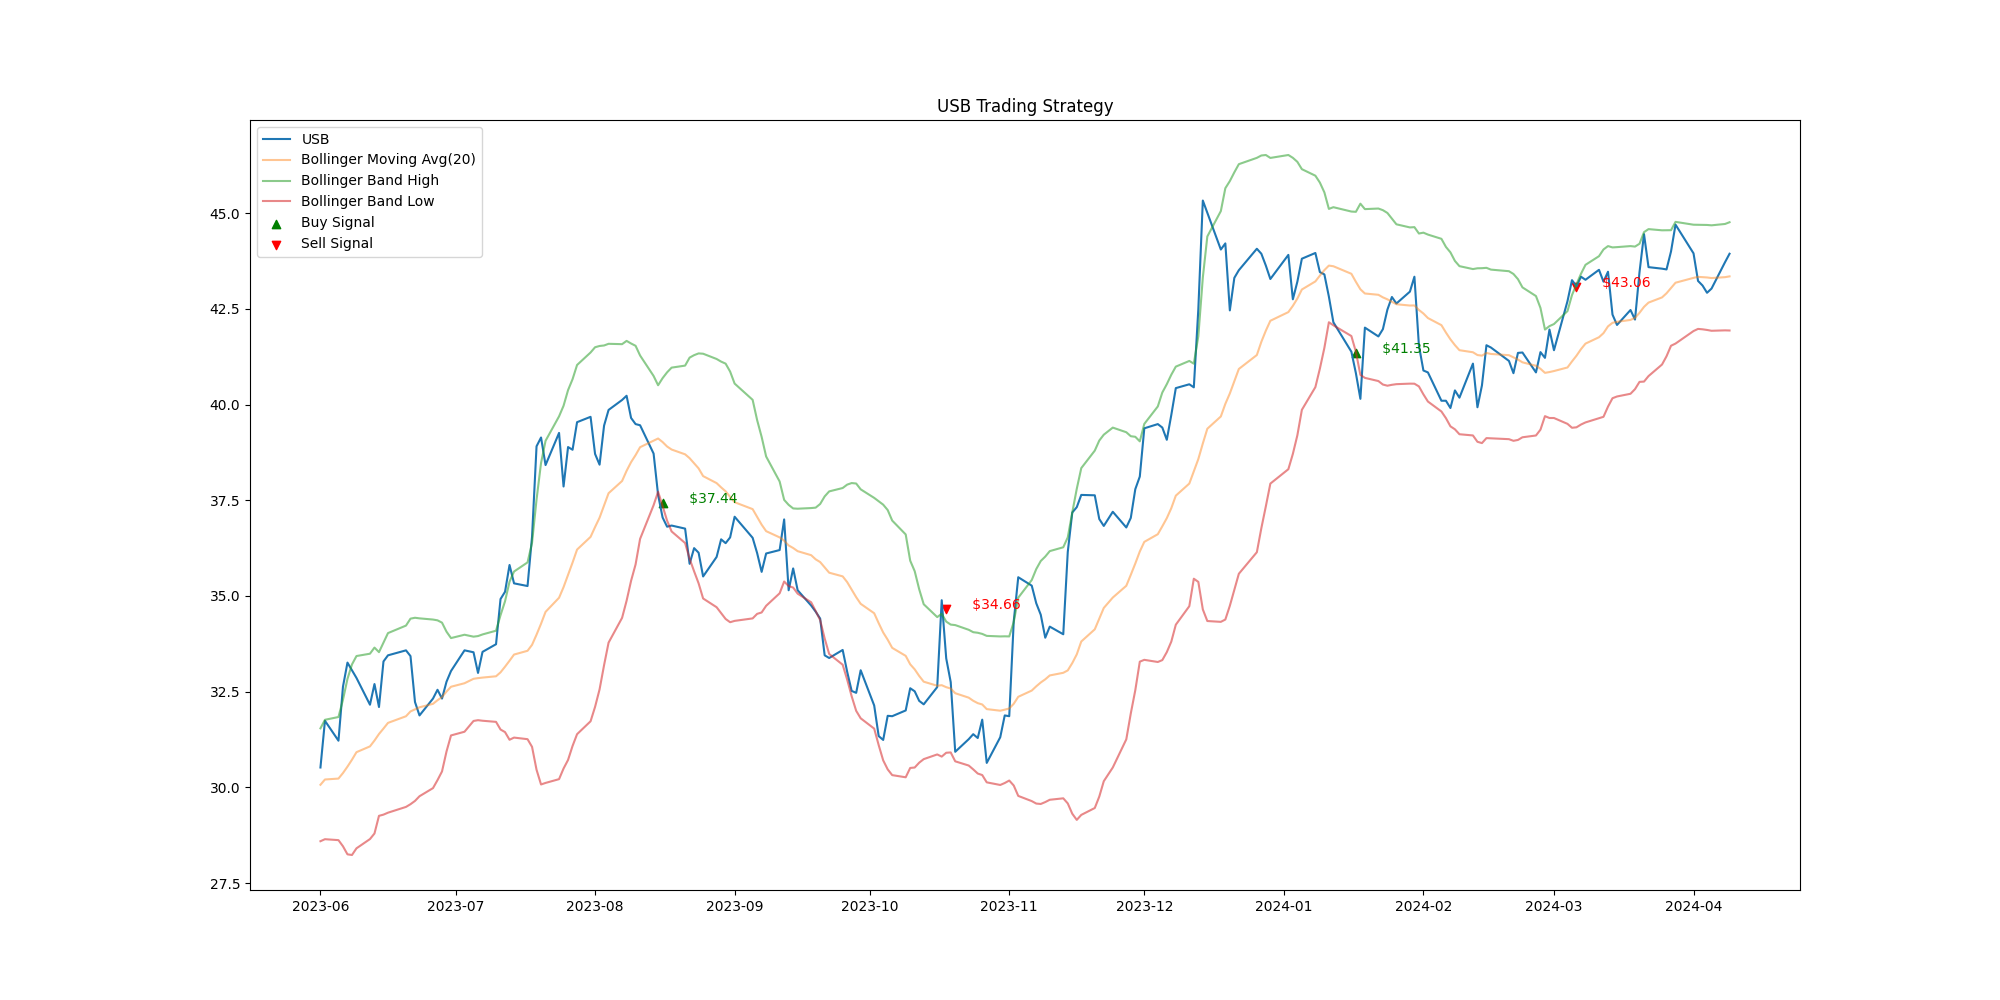 USB Trading Strategy
USB
Bollinger Moving Avg(20)
Bollinger Band High
Bollinger Band Low
Buy Signal
Sell Signal
45.0
42.5
40.0
37.5
35.0
32.5
30.0
27.5
$37.44
$34.66
$41.35
$43.06
2023-06 2023-07 2023-08 2023-09 2023-10 2023-11 2023-12 2024-01 2024-02 2024-03 2024-04